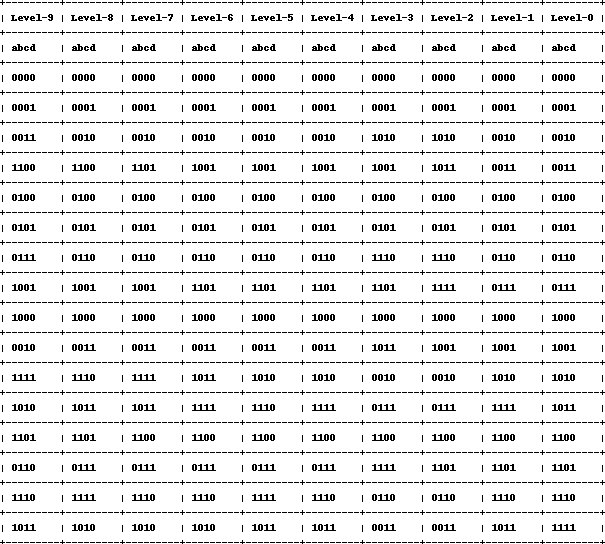 Level-9 Level-8 Level-7 Level-6 Level-5 Level-4 Level-3 Level-2 Level-1 Level-0
abcd abcd abcd abcd abcd abcd abcd abcd abcd abcd
0000 0000 0000 0000 0000 0000 0000 0000 0000 0000
0001 0001 0001 0001 0001 0001 0001 0001 0001 0001
0011 0010 0010 0010 0010 0010 1010 1010 0010 0010
1100 1100 1101 1001 1001 1001 1001 1011 0011 0011
0100 0100 0100 0100 0100 0100 0100 0100 0100 0100
0101 0101 0101 0101 0101 0101 0101 0101 0101 0101
0111 0110 0110 0110 0110 0110 1110 1110 0110 0110
1001 1001 1001 1101 1101 1101 1101 1111 0111 0111
1000 1000 1000 1000 1000 1000 1000 1000 1000 1000
0010 0011 0011 0011 0011 0011 1011 1001 1001 1001
1111 1110 1111 1011 1010 1010 0010 0010 1010 1010
1010 1011 1011 1111 1110 1111 0111 0111 1111 1011
1101 1101 1100 1100 1100 1100 1100 1100 1100 1100
0110 0111 0111 0111 0111 0111 1111 1101 1101 1101
1110 1111 1110 1110 1111 1110 0110 0110 1110 1110
1011 1010 1010 1010 1011 1011 0011 0011 1011 1111